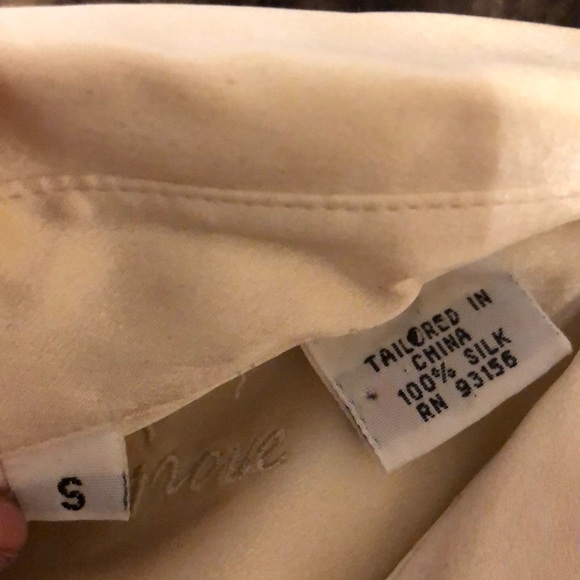 TAILORED IN
CHINA
100% SILK
RN 93156
S